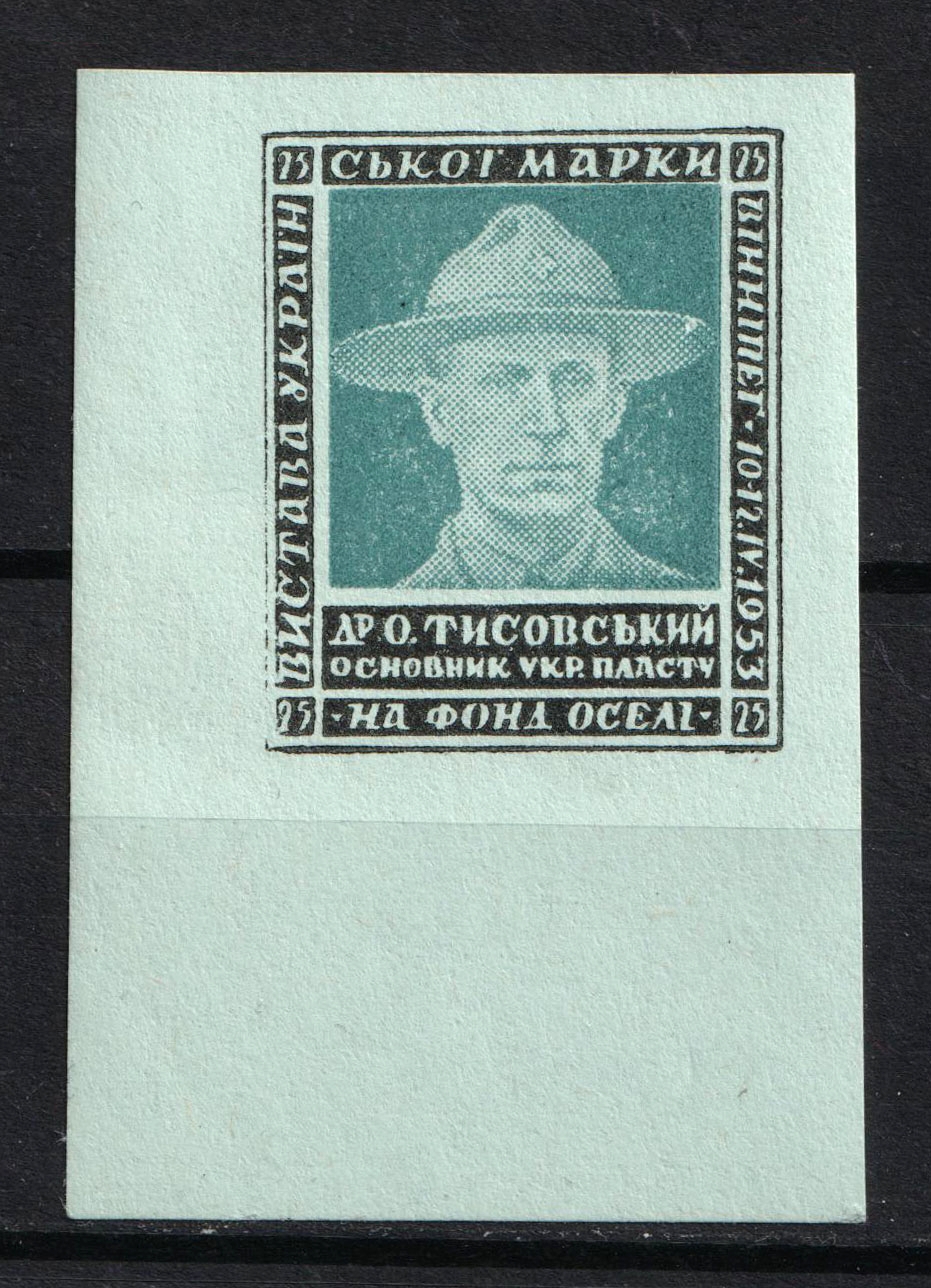 ВИСТАВА УКРАЇН
СЬКОЇ МАРКИ
ВІННІПЕГ · 10-12.IV.1953
25
25
ДР. О. ТИСОВСЬКИЙ
ОСНОВНИК УКР. ПЛАСТУ
25
· НА ФОНД ОСЕЛІ ·
25